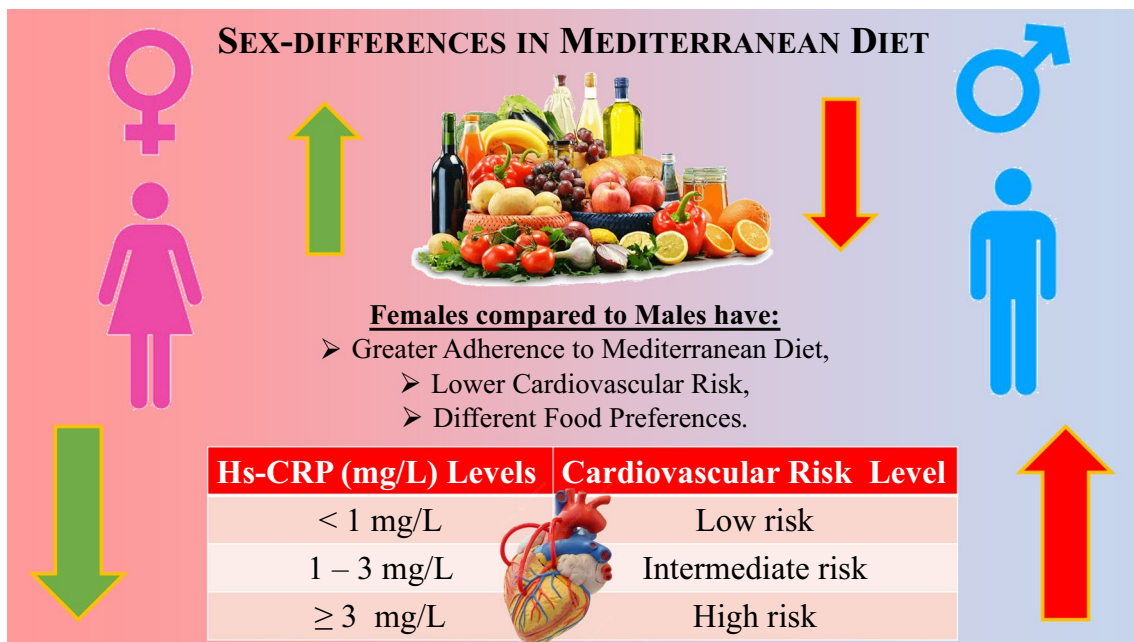 SEX-DIFFERENCES IN MEDITERRANEAN DIET
Females compared to Males have:
➢ Greater Adherence to Mediterranean Diet,
➢ Lower Cardiovascular Risk,
➢ Different Food Preferences.
Hs-CRP (mg/L) Levels Cardiovascular Risk Level
< 1 mg/L Low risk
1 – 3 mg/L Intermediate risk
≥ 3 mg/L High risk